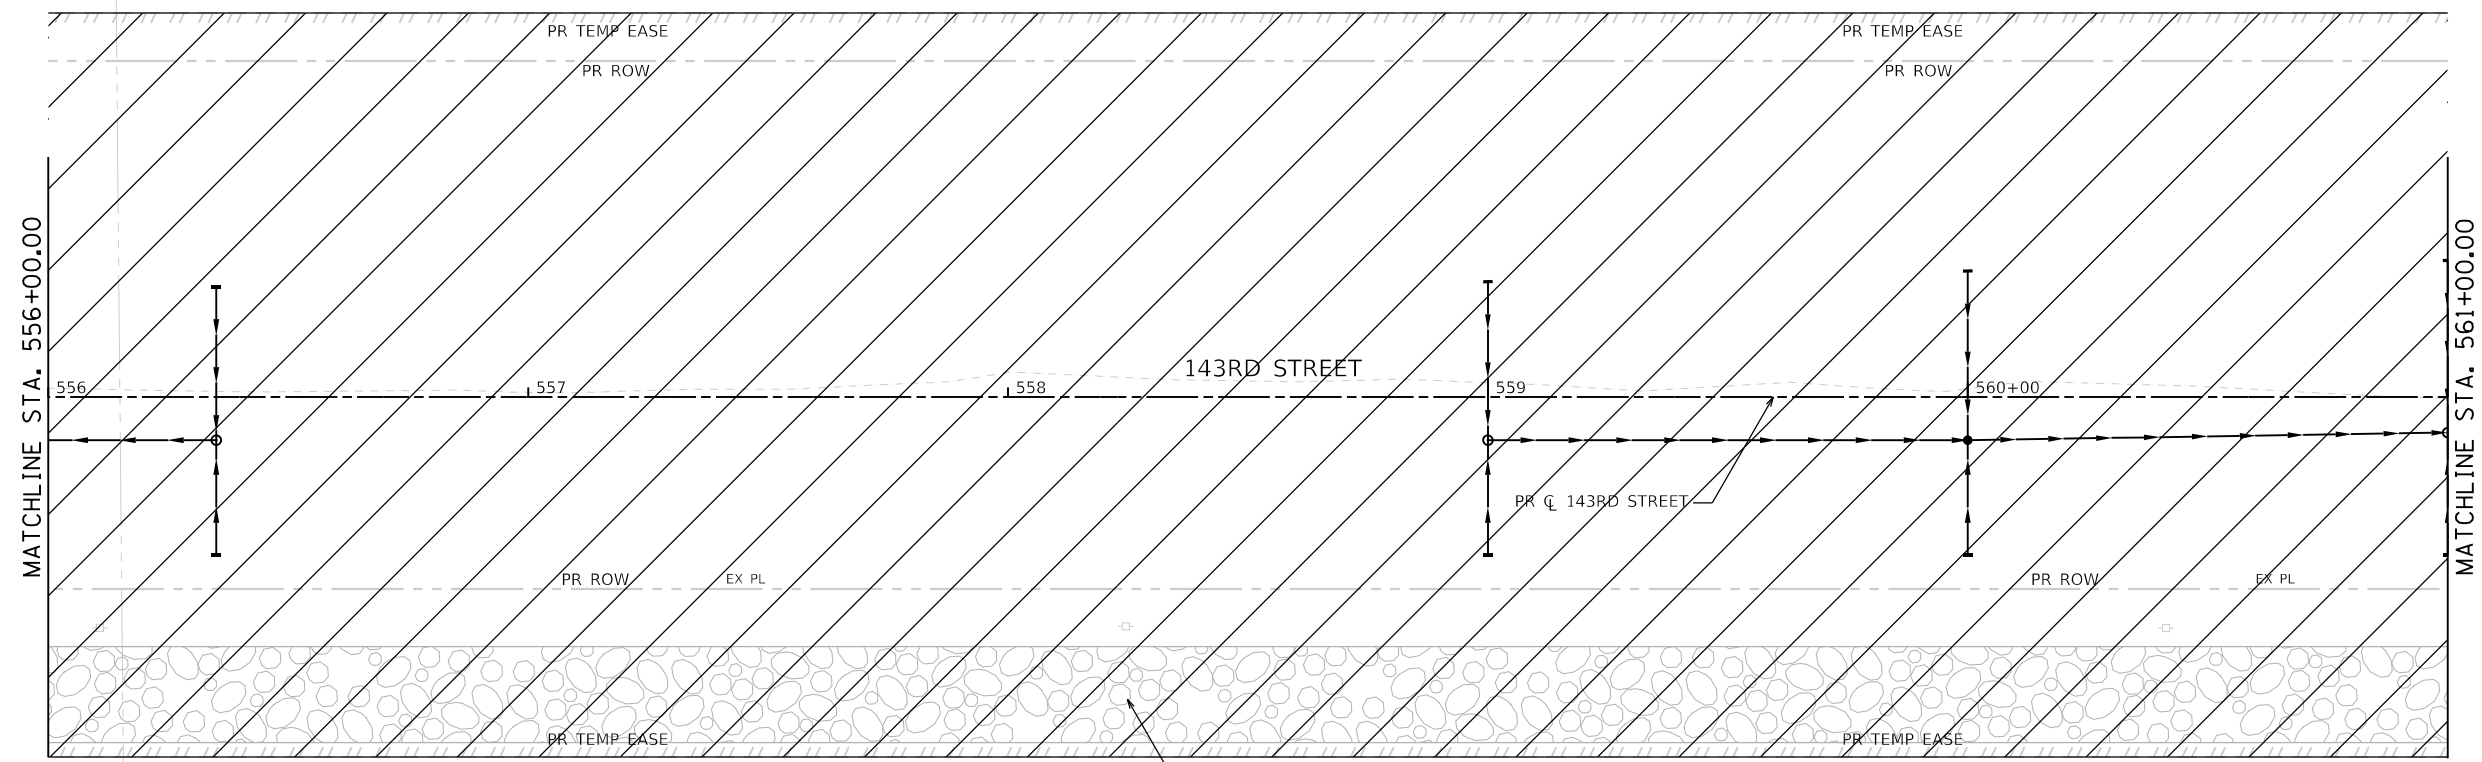 PR TEMP EASE
PR TEMP EASE
PR ROW
PR ROW
MATCHLINE STA. 556+00.00
MATCHLINE STA. 561+00.00
143RD STREET
556
557
558
559
560+00
PR ℄ 143RD STREET
PR ROW
EX PL
PR ROW
EX PL
PR TEMP EASE
PR TEMP EASE